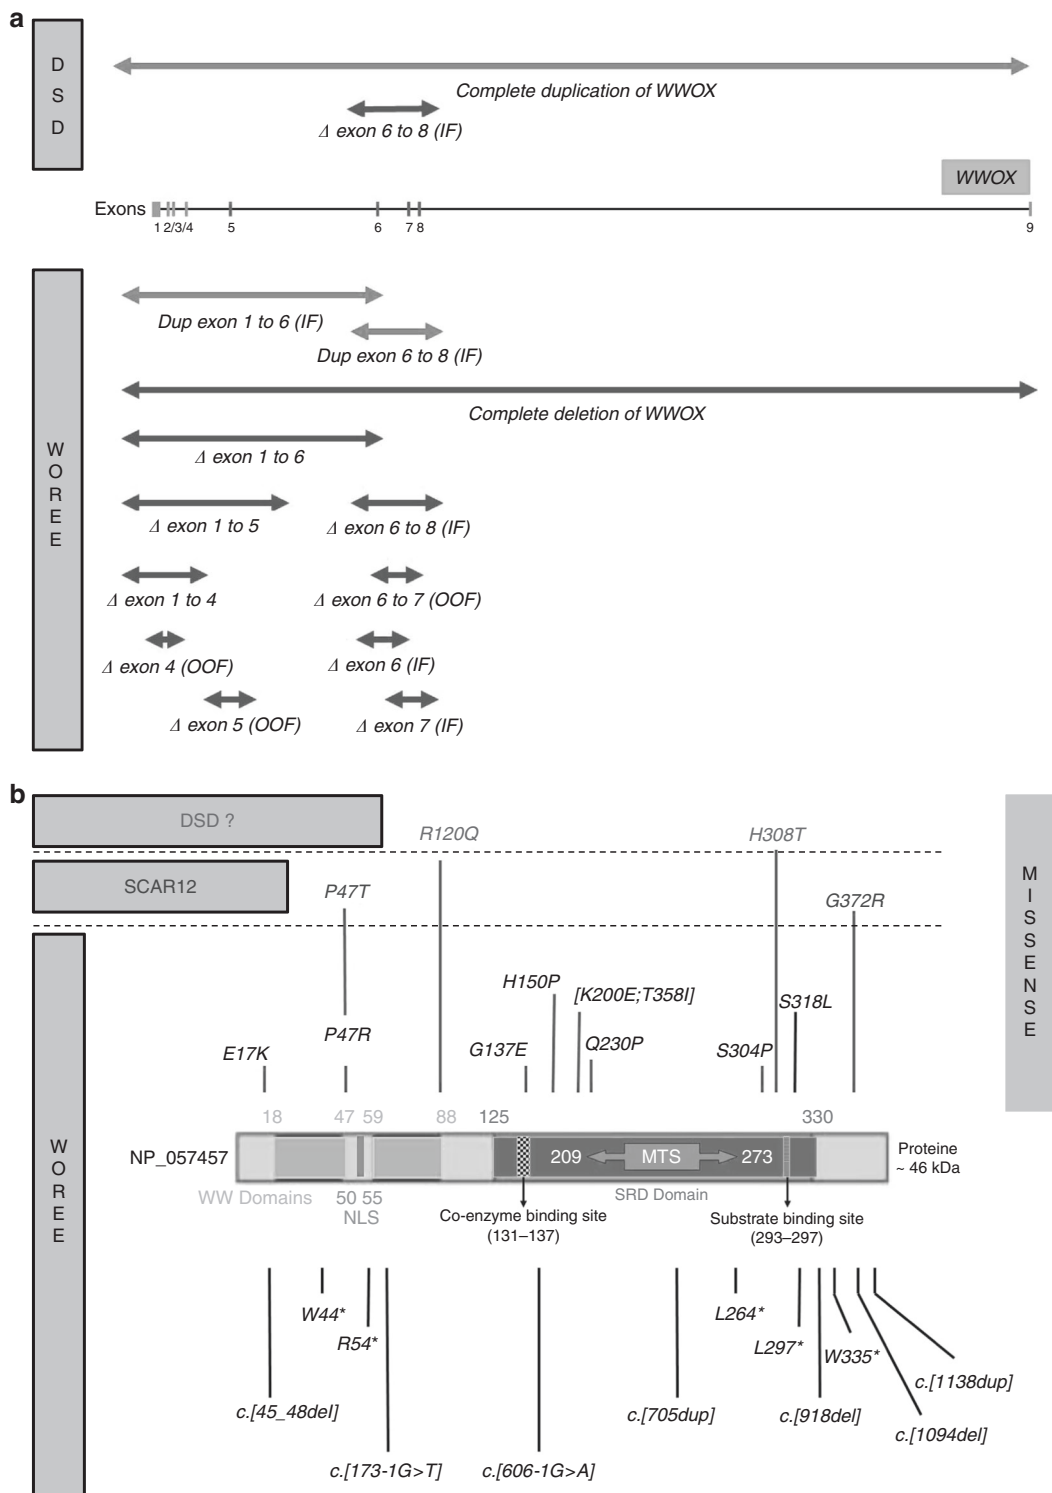 a
D
S
D
Complete duplication of WWOX
Δ exon 6 to 8 (IF)
WWOX
Exons
1 2/3/4 5 6 7 8 9
W
O
R
E
E
Dup exon 1 to 6 (IF)
Dup exon 6 to 8 (IF)
Complete deletion of WWOX
Δ exon 1 to 6
Δ exon 1 to 5
Δ exon 6 to 8 (IF)
Δ exon 1 to 4
Δ exon 6 to 7 (OOF)
Δ exon 4 (OOF)
Δ exon 6 (IF)
Δ exon 5 (OOF)
Δ exon 7 (IF)
b
DSD ?
R120Q
H308T
M
I
S
S
E
N
S
E
SCAR12
P47T
G372R
W
O
R
E
E
H150P
[K200E;T358I]
S318L
P47R
E17K
G137E
Q230P
S304P
18 47 59 88 125 330
NP_057457
209 MTS 273
Proteine
~ 46 kDa
WW Domains
50 55
NLS
SRD Domain
Co-enzyme binding site
(131–137)
Substrate binding site
(293–297)
W44*
R54*
L264*
L297*
W335*
c.[1138dup]
c.[45_48del]
c.[705dup]
c.[918del]
c.[1094del]
c.[173-1G>T]
c.[606-1G>A]